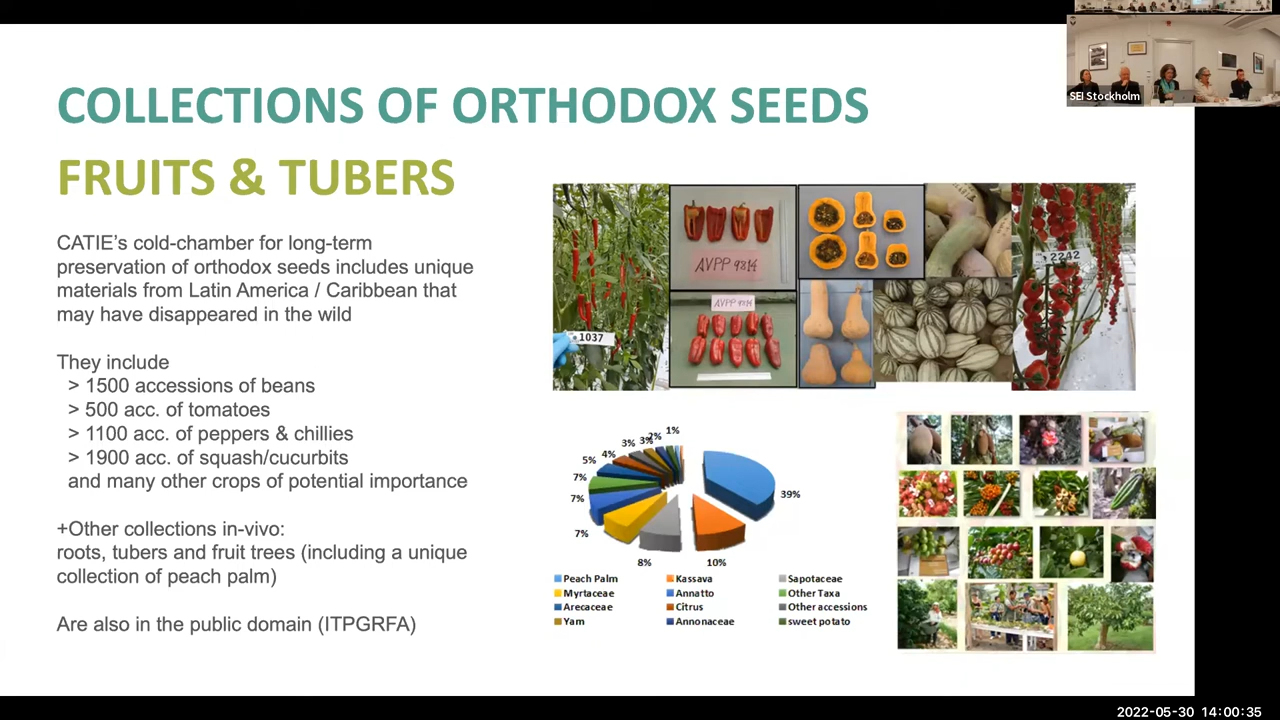 SEI Stockholm
COLLECTIONS OF ORTHODOX SEEDS
FRUITS & TUBERS
CATIE's cold-chamber for long-term
preservation of orthodox seeds includes unique
materials from Latin America / Caribbean that
may have disappeared in the wild
They include
> 1500 accessions of beans
> 500 acc. of tomatoes
> 1100 acc. of peppers & chillies
> 1900 acc. of squash/cucurbits
and many other crops of potential importance
+Other collections in-vivo:
roots, tubers and fruit trees (including a unique
collection of peach palm)
Are also in the public domain (ITPGRFA)
1037
AVPP 9814
2242
39%
10%
8%
7%
7%
7%
5%
4%
3%
3%
2%
1%
Peach Palm
Kassava
Sapotaceae
Myrtaceae
Annatto
Other Taxa
Arecaceae
Citrus
Other accessions
Yam
Annonaceae
sweet potato
2022-05-30 14:00:35